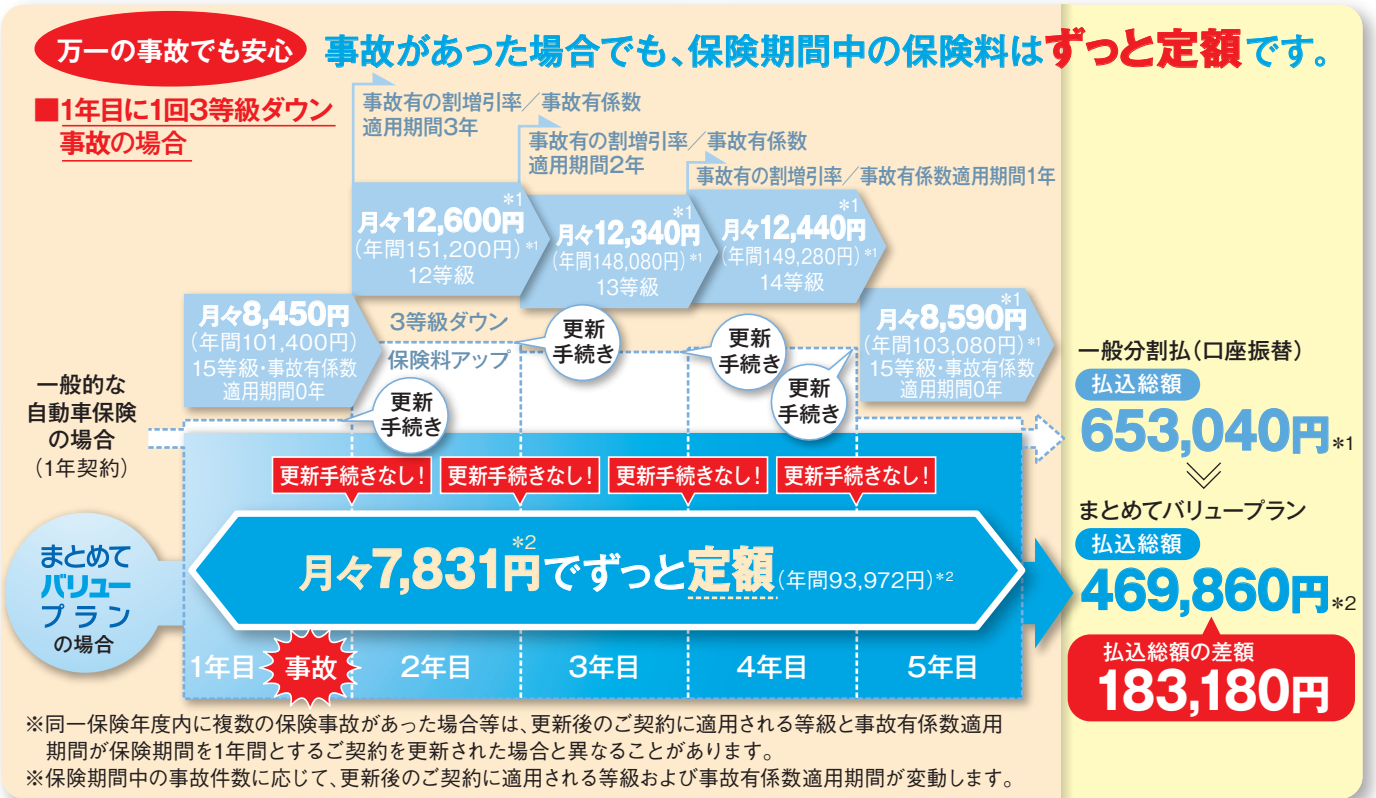 万一の事故でも安心
事故があった場合でも、保険期間中の保険料はずっと定額です。
■1年目に1回3等級ダウン
事故の場合
事故有の割増引率／事故有係数
適用期間3年
事故有の割増引率／事故有係数
適用期間2年
事故有の割増引率／事故有係数適用期間1年
月々12,600円*1
（年間151,200円）*1
12等級
月々12,340円*1
（年間148,080円）*1
13等級
月々12,440円*1
（年間149,280円）*1
14等級
月々8,450円
（年間101,400円）
15等級・事故有係数
適用期間0年
3等級ダウン
保険料アップ
更新
手続き
更新
手続き
更新
手続き
更新
手続き
月々8,590円*1
（年間103,080円）*1
15等級・事故有係数
適用期間0年
一般的な
自動車保険
の場合
（1年契約）
一般分割払（口座振替）
払込総額
653,040円*1
更新手続きなし！
更新手続きなし！
更新手続きなし！
更新手続きなし！
まとめて
バリュー
プラン
の場合
月々7,831円*2でずっと定額（年間93,972円）*2
まとめてバリュープラン
払込総額
469,860円*2
払込総額の差額
183,180円
1年目
事故
2年目
3年目
4年目
5年目
※同一保険年度内に複数の保険事故があった場合等は、更新後のご契約に適用される等級と事故有係数適用
期間が保険期間を1年間とするご契約を更新された場合と異なることがあります。
※保険期間中の事故件数に応じて、更新後のご契約に適用される等級および事故有係数適用期間が変動します。